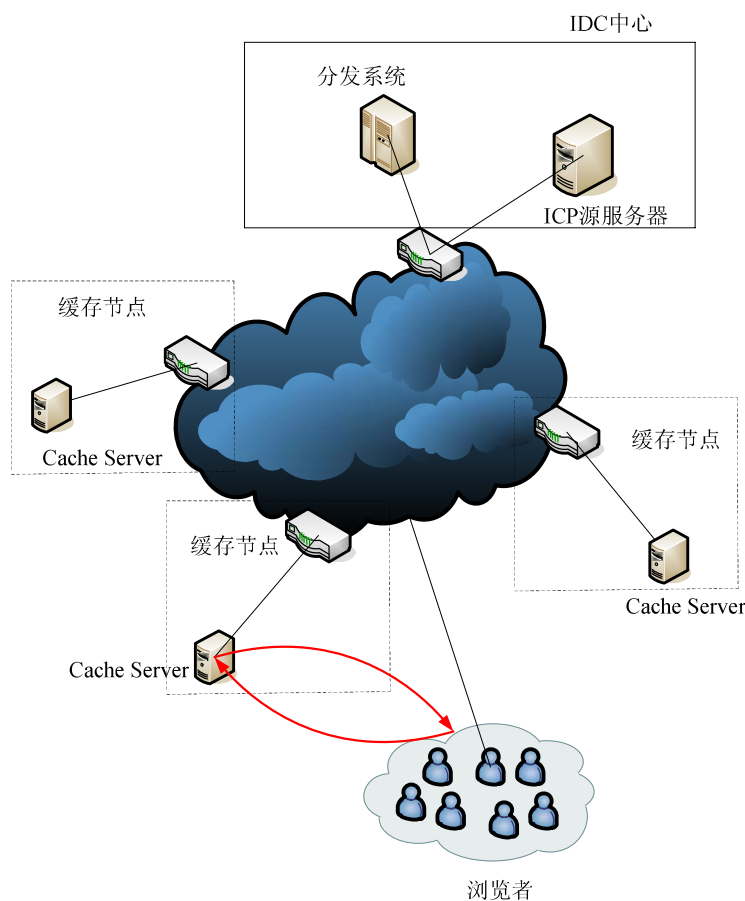 IDC中心
分发系统
ICP源服务器
缓存节点
Cache Server
缓存节点
Cache Server
缓存节点
Cache Server
浏览者